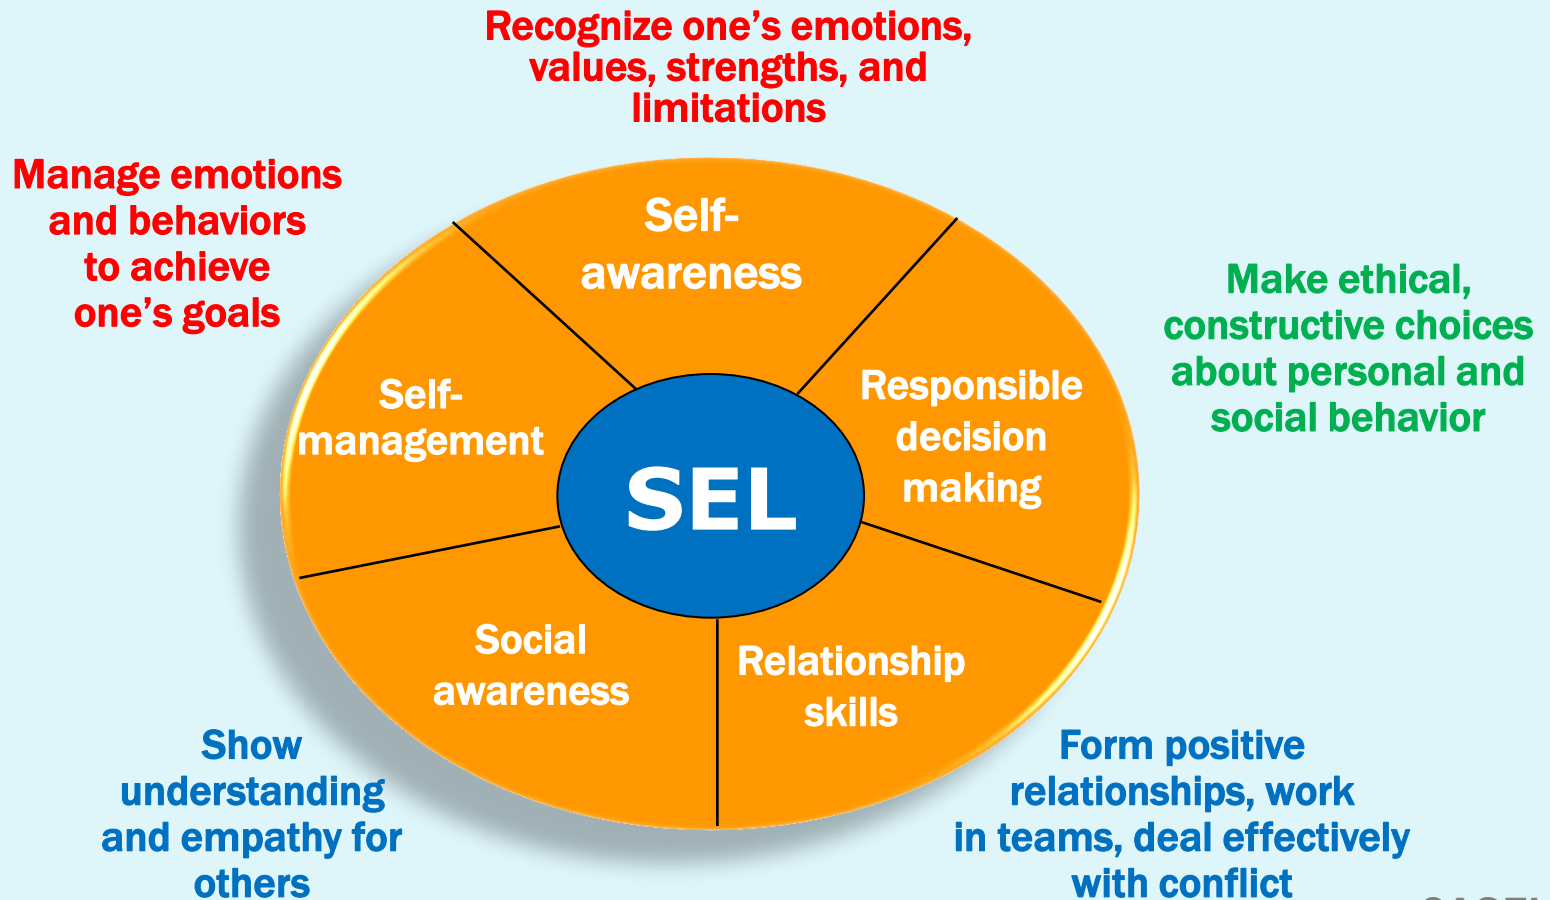 Recognize one’s emotions,
values, strengths, and
limitations
Manage emotions
and behaviors
to achieve
one’s goals
Self-
awareness
Make ethical,
constructive choices
about personal and
social behavior
Self-
management
Responsible
decision
making
SEL
Social
awareness
Relationship
skills
Show
understanding
and empathy for
others
Form positive
relationships, work
in teams, deal effectively
with conflict